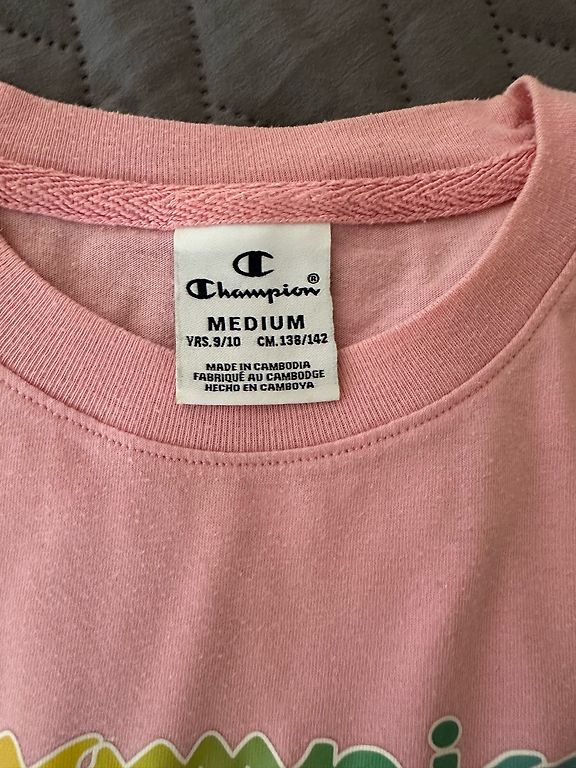 Champion®
MEDIUM
YRS. 9/10 CM. 138/142
MADE IN CAMBODIA
FABRIQUÉ AU CAMBODGE
HECHO EN CAMBOYA